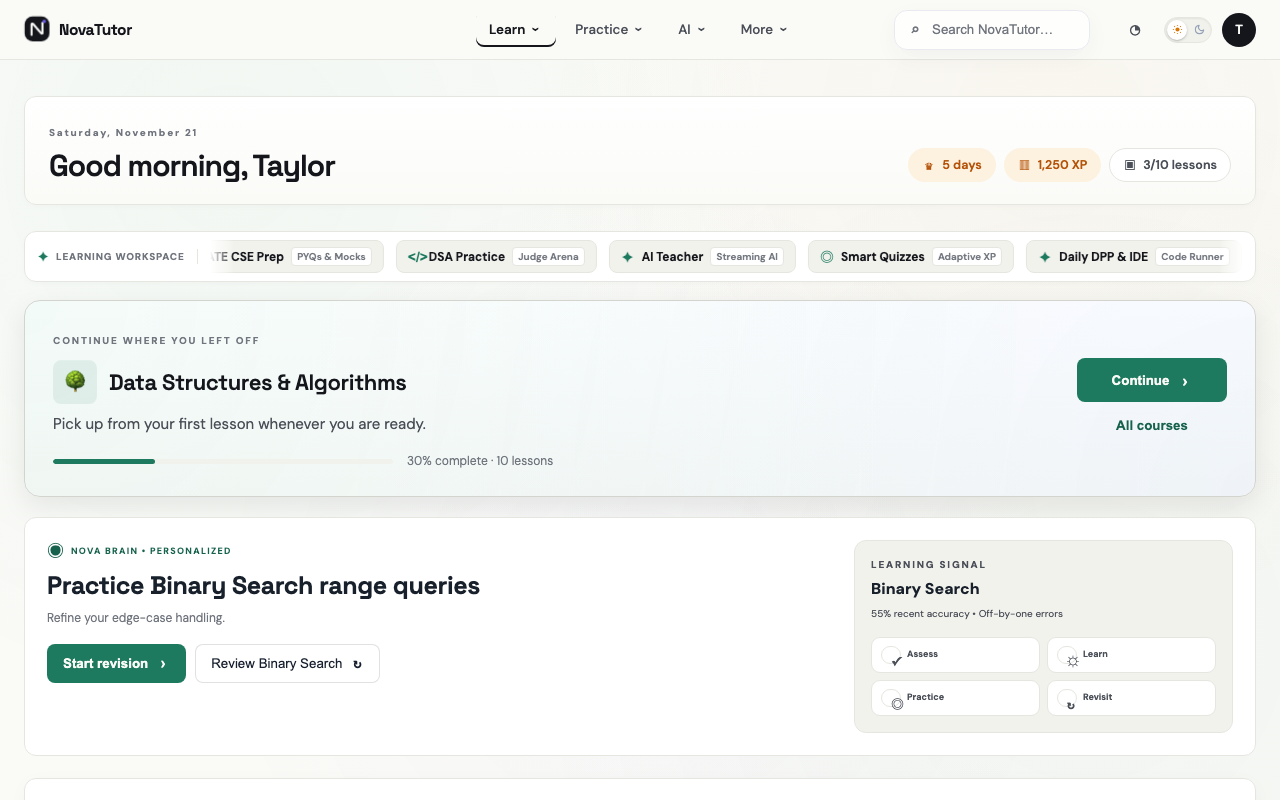 N NovaTutor
Learn
Practice
AI
More
Search NovaTutor...
T
Saturday, November 21
Good morning, Taylor
5 days
1,250 XP
3/10 lessons
LEARNING WORKSPACE
CSE Prep
PYQs & Mocks
</>DSA Practice
Judge Arena
AI Teacher
Streaming AI
Smart Quizzes
Adaptive XP
Daily DPP & IDE
Code Runner
CONTINUE WHERE YOU LEFT OFF
Data Structures & Algorithms
Pick up from your first lesson whenever you are ready.
30% complete · 10 lessons
Continue ›
All courses
NOVA BRAIN • PERSONALIZED
Practice Binary Search range queries
Refine your edge-case handling.
Start revision ›
Review Binary Search ↻
LEARNING SIGNAL
Binary Search
55% recent accuracy • Off-by-one errors
Assess
Learn
Practice
Revisit